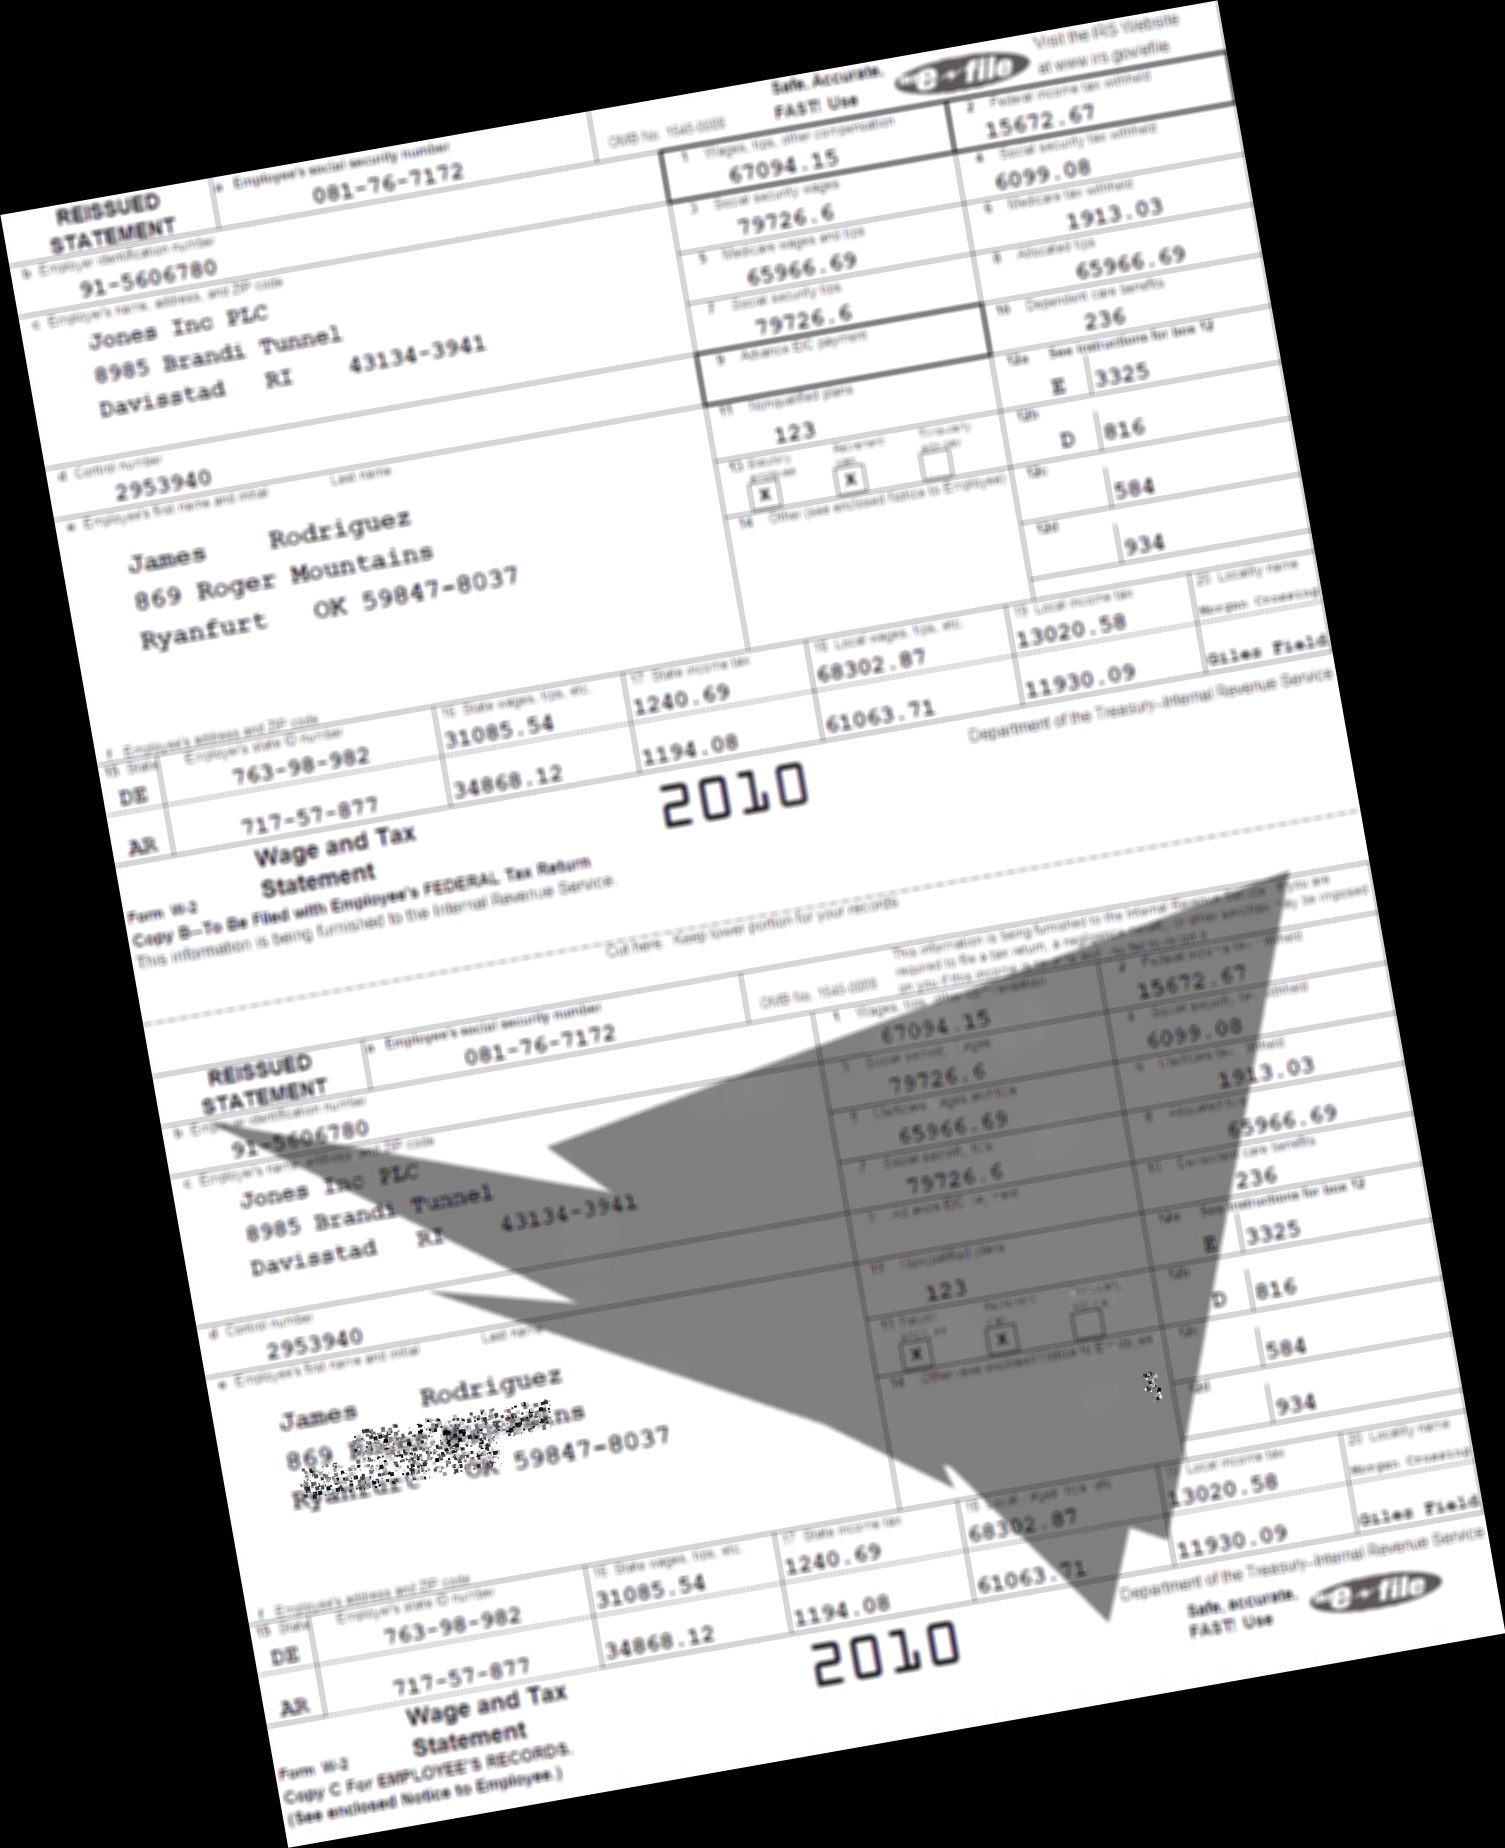 Safe, Accurate, FAST! Use e-file Visit the IRS Website at www.irs.gov/efile
REISSUED STATEMENT
a Employee's social security number
081-76-7172
OMB No. 1545-0008
1 Wages, tips, other compensation
67094.15
2 Federal income tax withheld
15672.67
b Employer identification number
91-5606780
3 Social security wages
79726.6
4 Social security tax withheld
6099.08
c Employer's name, address, and ZIP code
Jones Inc PLC
8985 Brandi Tunnel
Davisstad RI 43134-3941
5 Medicare wages and tips
65966.69
6 Medicare tax withheld
1913.03
7 Social security tips
79726.6
8 Allocated tips
65966.69
9 Advance EIC payment
10 Dependent care benefits
236
d Control number
2953940
11 Nonqualified plans
123
12a See instructions for box 12
E 3325
12b
D 816
12c
584
12d
934
13 Statutory employee
X
Retirement plan
X
Third-party sick pay
14 Other (see enclosed Notice to Employee)
e Employee's first name and initial Last name
James Rodriguez
869 Roger Mountains
Ryanfurt OK 59847-8037
f Employee's address and ZIP code
15 State Employer's state ID number
16 State wages, tips, etc.
17 State income tax
18 Local wages, tips, etc.
19 Local income tax
20 Locality name
DE 763-98-982 31085.54 1240.69 68302.87 13020.58 Morgan Crossing
AR 717-57-877 34868.12 1194.08 61063.71 11930.09 Giles Field
Form W-2 Wage and Tax Statement
2010
Department of the Treasury-Internal Revenue Service
Copy B—To Be Filed with Employee's FEDERAL Tax Return
This information is being furnished to the Internal Revenue Service.
Cut here. Keep lower portion for your records.
REISSUED STATEMENT
a Employee's social security number
081-76-7172
OMB No. 1545-0008
This information is being furnished to the Internal Revenue Service. If you are
required to file a tax return, a negligence penalty or other sanction may be imposed
on you if this income is taxable and you fail to report it.
1 Wages, tips, other compensation
67094.15
2 Federal income tax withheld
15672.67
b Employer identification number
91-5606780
3 Social security wages
79726.6
4 Social security tax withheld
6099.08
c Employer's name, address, and ZIP code
Jones Inc PLC
8985 Brandi Tunnel
Davisstad RI 43134-3941
5 Medicare wages and tips
65966.69
6 Medicare tax withheld
1913.03
7 Social security tips
79726.6
8 Allocated tips
65966.69
9 Advance EIC payment
10 Dependent care benefits
236
d Control number
2953940
11 Nonqualified plans
123
12a See instructions for box 12
E 3325
12b
D 816
12c
584
12d
934
13 Statutory employee
X
Retirement plan
X
14 Other (see enclosed Notice to Employee)
e Employee's first name and initial Last name
James Rodriguez
869
Ryanfurt OK 59847-8037
f Employee's address and ZIP code
15 State Employer's state ID number
16 State wages, tips, etc.
17 State income tax
18 Local wages, tips, etc.
19 Local income tax
20 Locality name
DE 763-98-982 31085.54 1240.69 68302.87 13020.58 Morgan Crossing
AR 717-57-877 34868.12 1194.08 61063.71 11930.09 Giles Field
Form W-2 Wage and Tax Statement
2010
Department of the Treasury-Internal Revenue Service
Safe, accurate, FAST! Use e-file
Copy C For EMPLOYEE'S RECORDS.
(See enclosed Notice to Employee.)